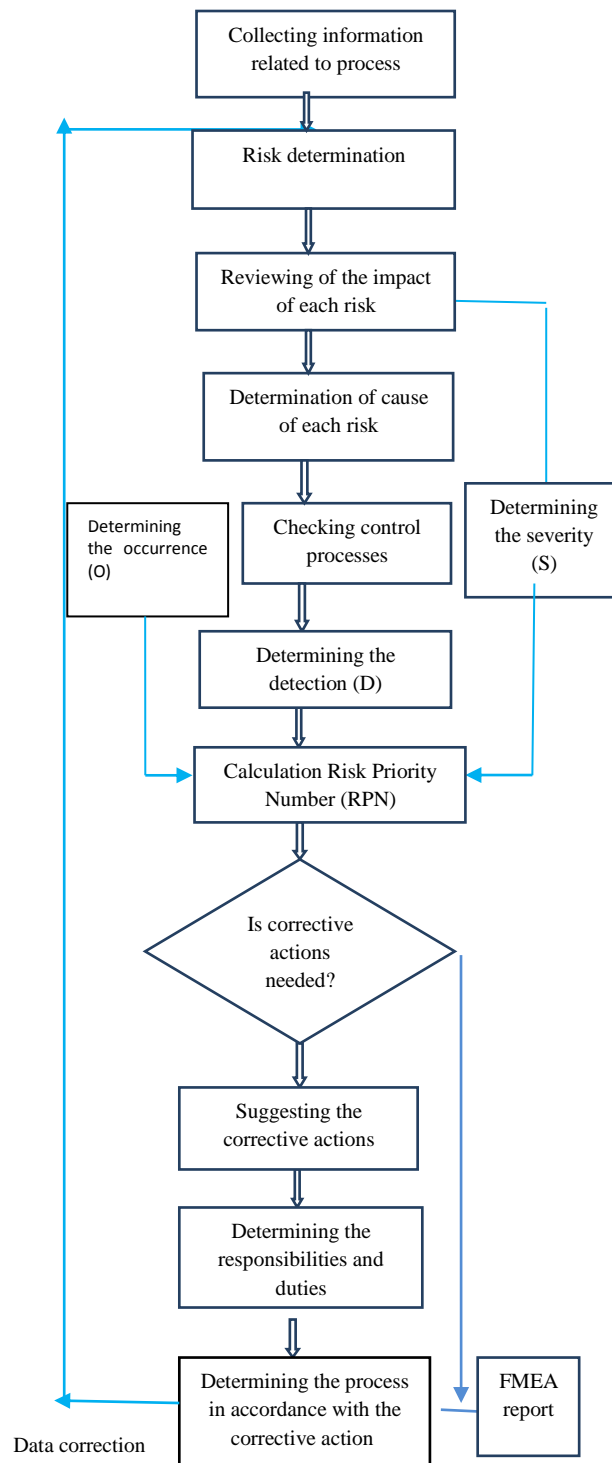 Collecting information
related to process
Risk determination
Reviewing of the impact
of each risk
Determination of cause
of each risk
Determining
the occurrence
(O)
Checking control
processes
Determining
the severity
(S)
Determining the
detection (D)
Calculation Risk Priority
Number (RPN)
Is corrective
actions
needed?
Suggesting the
corrective actions
Determining the
responsibilities and
duties
Determining the process
in accordance with the
corrective action
FMEA
report
Data correction